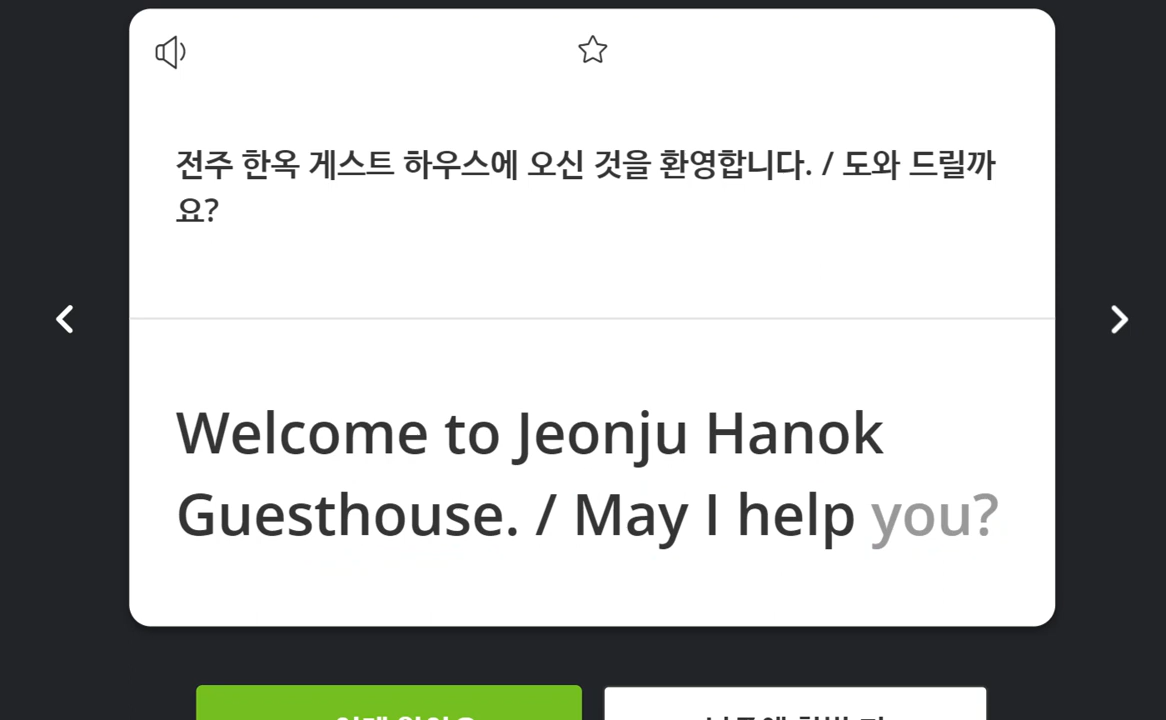 전주 한옥 게스트 하우스에 오신 것을 환영합니다. / 도와 드릴까
요?
Welcome to Jeonju Hanok
Guesthouse. / May I help you?